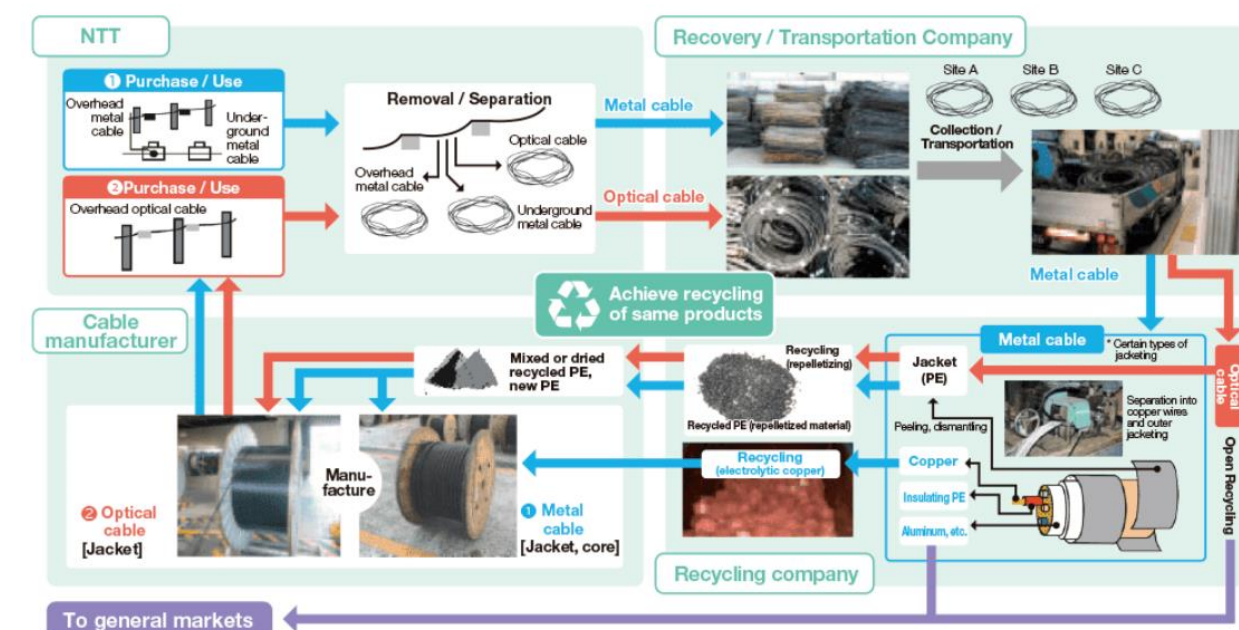 NTT
❶ Purchase / Use
Overhead
metal
cable
Under-
ground
metal
cable
❷Purchase / Use
Overhead optical cable
Removal / Separation
Optical cable
Overhead
metal cable
Underground
metal cable
Metal cable
Optical cable
Recovery / Transportation Company
Site A
Site B
Site C
Collection /
Transportation
Metal cable
Achieve recycling
of same products
Cable
manufacturer
Mixed or dried
recycled PE,
new PE
Recycling
(repelletizing)
Recycled PE (repelletized material)
Jacket
(PE)
Metal cable
* Certain types of
jacketing
Optical
cable
Separation into
copper wires
and outer
jacketing
Peeling, dismantling
Copper
Insulating PE
Aluminum, etc.
Open Recycling
Recycling
(electrolytic copper)
Manu-
facture
❷ Optical
cable
[Jacket]
❶ Metal
cable
[Jacket, core]
Recycling company
To general markets